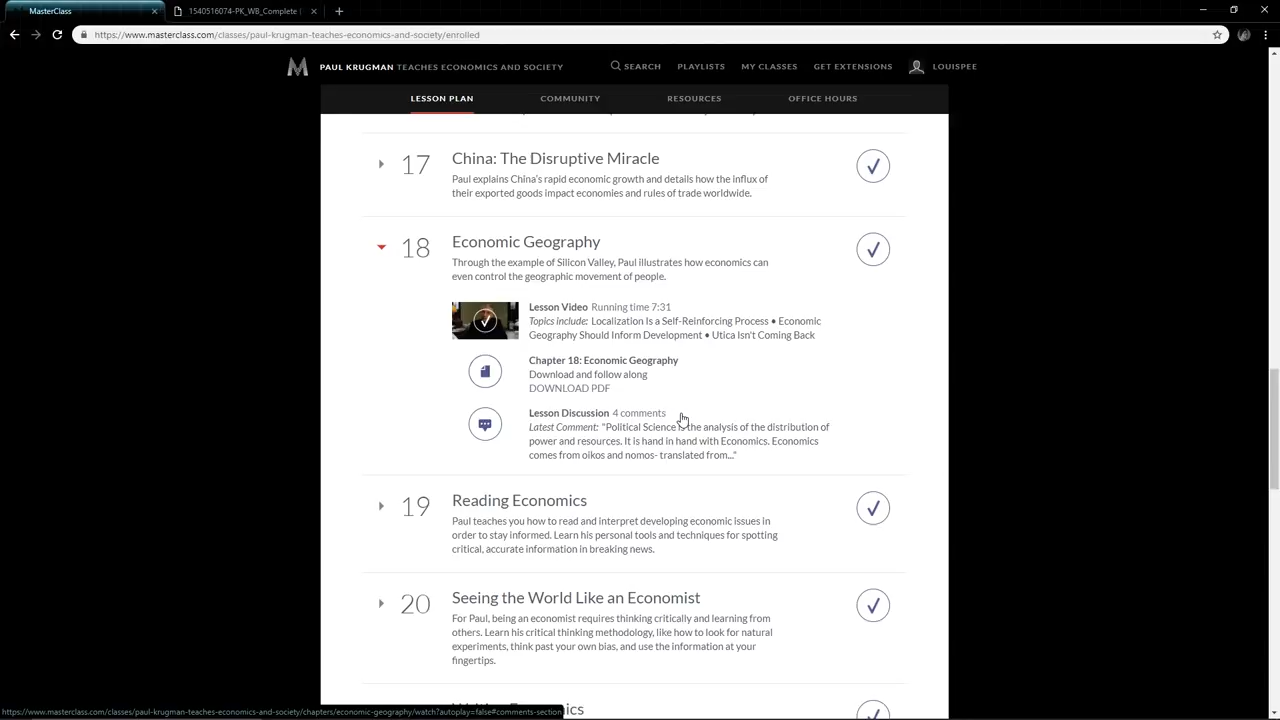 MasterClass
1540516074-PK_WB_Complete
https://www.masterclass.com/classes/paul-krugman-teaches-economics-and-society/enrolled
PAUL KRUGMAN TEACHES ECONOMICS AND SOCIETY
SEARCH PLAYLISTS MY CLASSES GET EXTENSIONS LOUISPEE
LESSON PLAN COMMUNITY RESOURCES OFFICE HOURS
17 China: The Disruptive Miracle
Paul explains China's rapid economic growth and details how the influx of
their exported goods impact economies and rules of trade worldwide.
18 Economic Geography
Through the example of Silicon Valley, Paul illustrates how economics can
even control the geographic movement of people.
Lesson Video Running time 7:31
Topics include: Localization Is a Self-Reinforcing Process • Economic
Geography Should Inform Development • Utica Isn't Coming Back
Chapter 18: Economic Geography
Download and follow along
DOWNLOAD PDF
Lesson Discussion 4 comments
Latest Comment: "Political Science is the analysis of the distribution of
power and resources. It is hand in hand with Economics. Economics
comes from oikos and nomos- translated from..."
19 Reading Economics
Paul teaches you how to read and interpret developing economic issues in
order to stay informed. Learn his personal tools and techniques for spotting
critical, accurate information in breaking news.
20 Seeing the World Like an Economist
For Paul, being an economist requires thinking critically and learning from
others. Learn his critical thinking methodology, like how to look for natural
experiments, think past your own bias, and use the information at your
fingertips.
https://www.masterclass.com/classes/paul-krugman-teaches-economics-and-society/chapters/economic-geography/watch?autoplay=false#comments-section